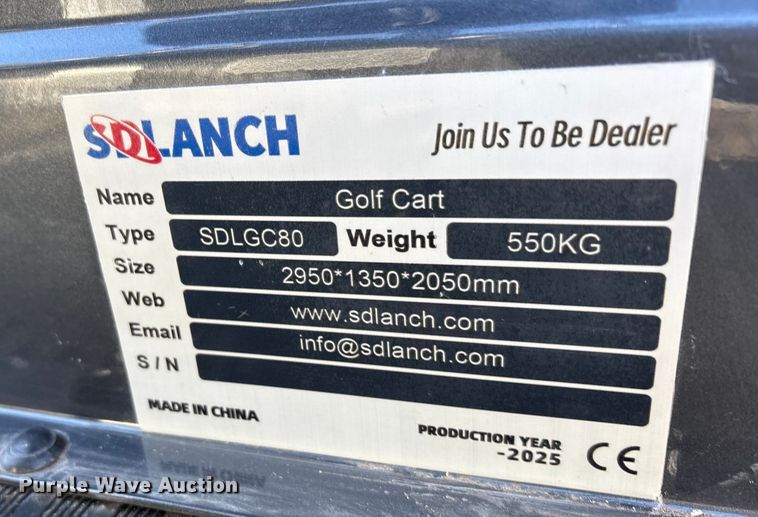 SDLANCH
Join Us To Be Dealer
Name Golf Cart
Type SDLGC80 Weight 550KG
Size 2950*1350*2050mm
Web www.sdlanch.com
Email info@sdlanch.com
S / N
MADE IN CHINA
PRODUCTION YEAR
-2025
CE
Purple Wave Auction